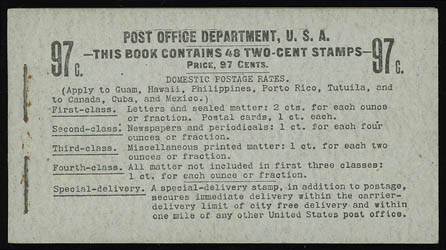 POST OFFICE DEPARTMENT, U. S. A.
97 C. —THIS BOOK CONTAINS 48 TWO-CENT STAMPS— 97 C.
PRICE, 97 CENTS.
DOMESTIC POSTAGE RATES.
(Apply to Guam, Hawaii, Philippines, Porto Rico, Tutuila, and
to Canada, Cuba, and Mexico.)
First-class. Letters and sealed matter: 2 cts. for each ounce
or fraction. Postal cards, 1 ct. each.
Second-class. Newspapers and periodicals: 1 ct. for each four
ounces or fraction.
Third-class. Miscellaneous printed matter: 1 ct. for each two
ounces or fraction.
Fourth-class. All matter not included in first three classes:
1 ct. for each ounce or fraction.
Special-delivery. A special-delivery stamp, in addition to postage,
secures immediate delivery within the carrier-
delivery limit of city free delivery and within
one mile of any other United States post office.